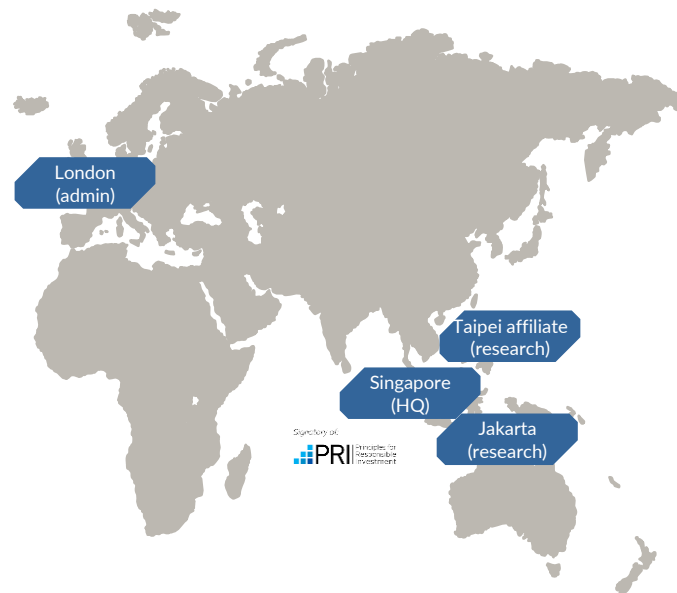 London
(admin)
Taipei affiliate
(research)
Singapore
(HQ)
Jakarta
(research)
Signatory of:
PRI
Principles for
Responsible
Investment